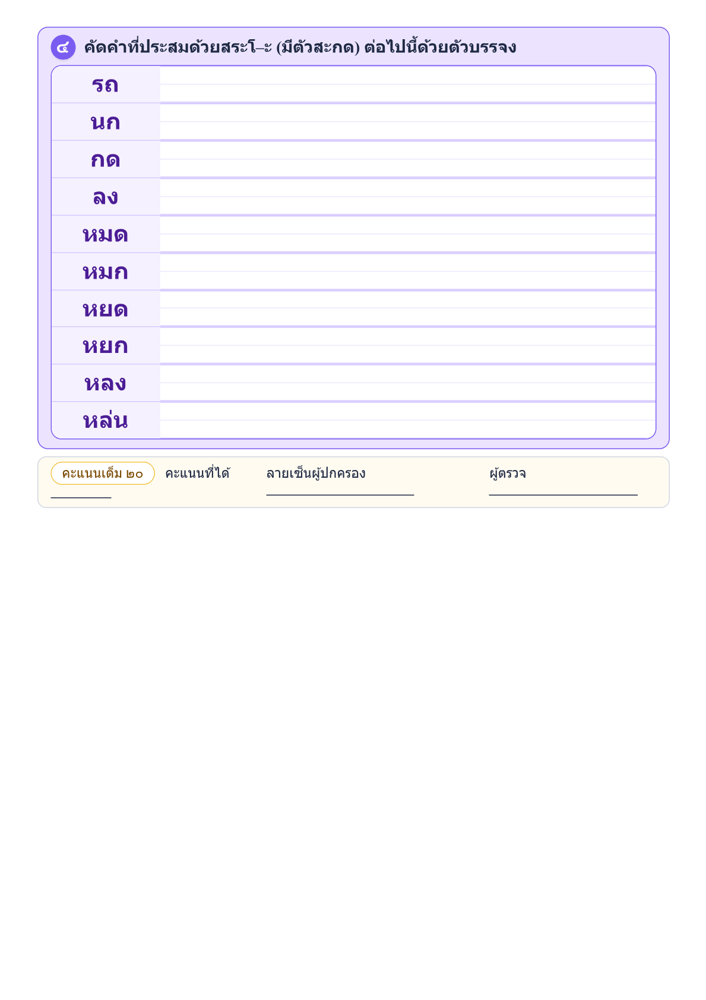 ๔ คัดคำที่ประสมด้วยสระโ–ะ (มีตัวสะกด) ต่อไปนี้ด้วยตัวบรรจง
รถ
นก
กด
ลง
หมด
หมก
หยด
หยก
หลง
หล่น
คะแนนเต็ม ๒๐ คะแนนที่ได้ ลายเซ็นผู้ปกครอง ผู้ตรวจ